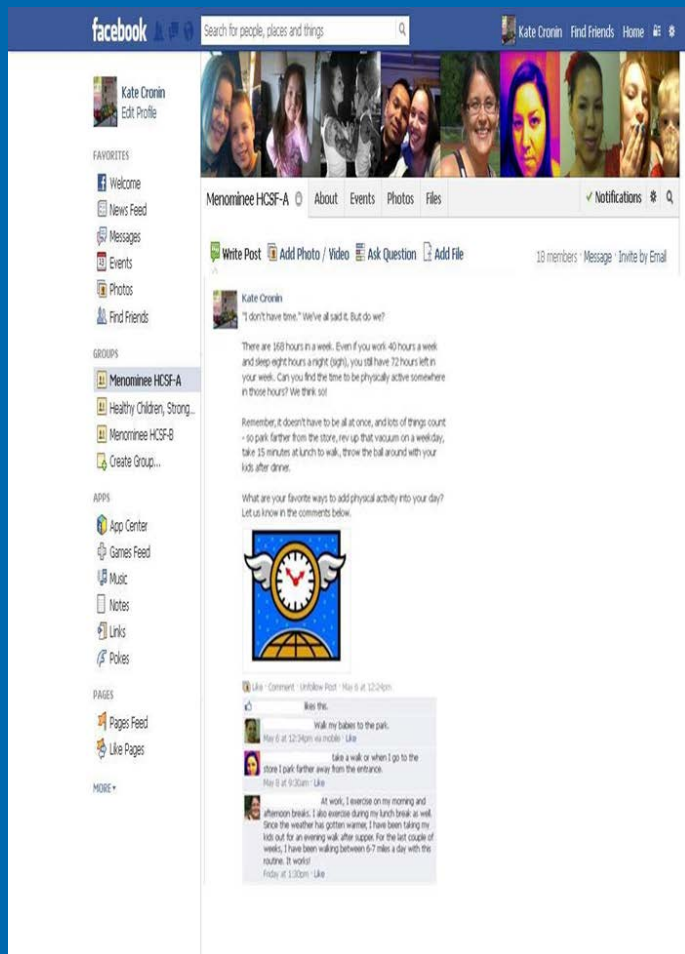 facebook
Search for people, places and things
Kate Cronin Find Friends Home
Kate Cronin
Edit Profile
FAVORITES
Welcome
News Feed
Messages
Events
Photos
Find Friends
GROUPS
Menominee HCSF-A
Healthy Children, Strong...
Menominee HCSF-B
Create Group...
APPS
App Center
Games Feed
Music
Notes
Links
Pokes
PAGES
Pages Feed
Like Pages
MORE
Menominee HCSF-A About Events Photos Files
✓ Notifications
Write Post Add Photo / Video Ask Question Add File
18 members · Message · Invite by Email
Kate Cronin
"I don't have time." We've all said it. But do we?
There are 168 hours in a week. Even if you work 40 hours a week
and sleep eight hours a night (sigh), you still have 72 hours left in
your week. Can you find the time to be physically active somewhere
in those hours? We think so!
Remember, it doesn't have to be all at once, and lots of things count
- so park farther from the store, rev up that vacuum on a weekday,
take 15 minutes at lunch to walk, throw the ball around with your
kids after dinner.
What are your favorite ways to add physical activity into your day?
Let us know in the comments below.
Like · Comment · Unfollow Post · May 6 at 12:24pm
likes this.
Walk my babies to the park.
May 6 at 12:34pm via mobile · Like
take a walk or when I go to the
store I park farther away from the entrance.
May 8 at 9:30am · Like
At work, I exercise on my morning and
afternoon breaks. I also exercise during my lunch break as well.
Since the weather has gotten warmer, I have been taking my
kids out for an evening walk after supper. For the last couple of
weeks, I have been walking between 6-7 miles a day with this
routine. It works!
Friday at 1:30pm · Like